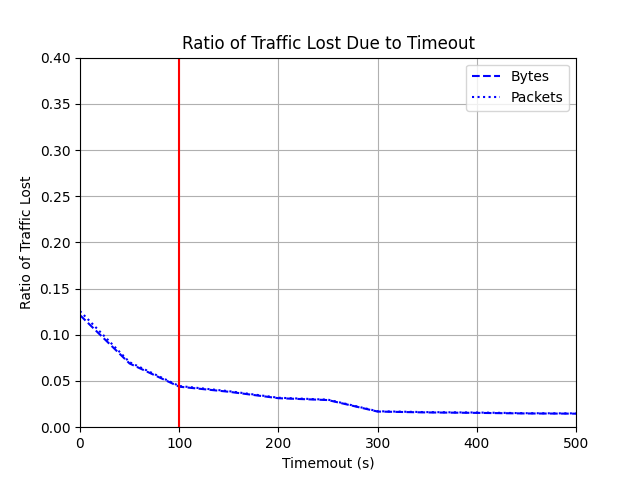 Ratio of Traffic Lost Due to Timeout
0.40
0.35
0.30
0.25
0.20
0.15
0.10
0.05
0.00
Ratio of Traffic Lost
Bytes
Packets
0 100 200 300 400 500
Timemout (s)